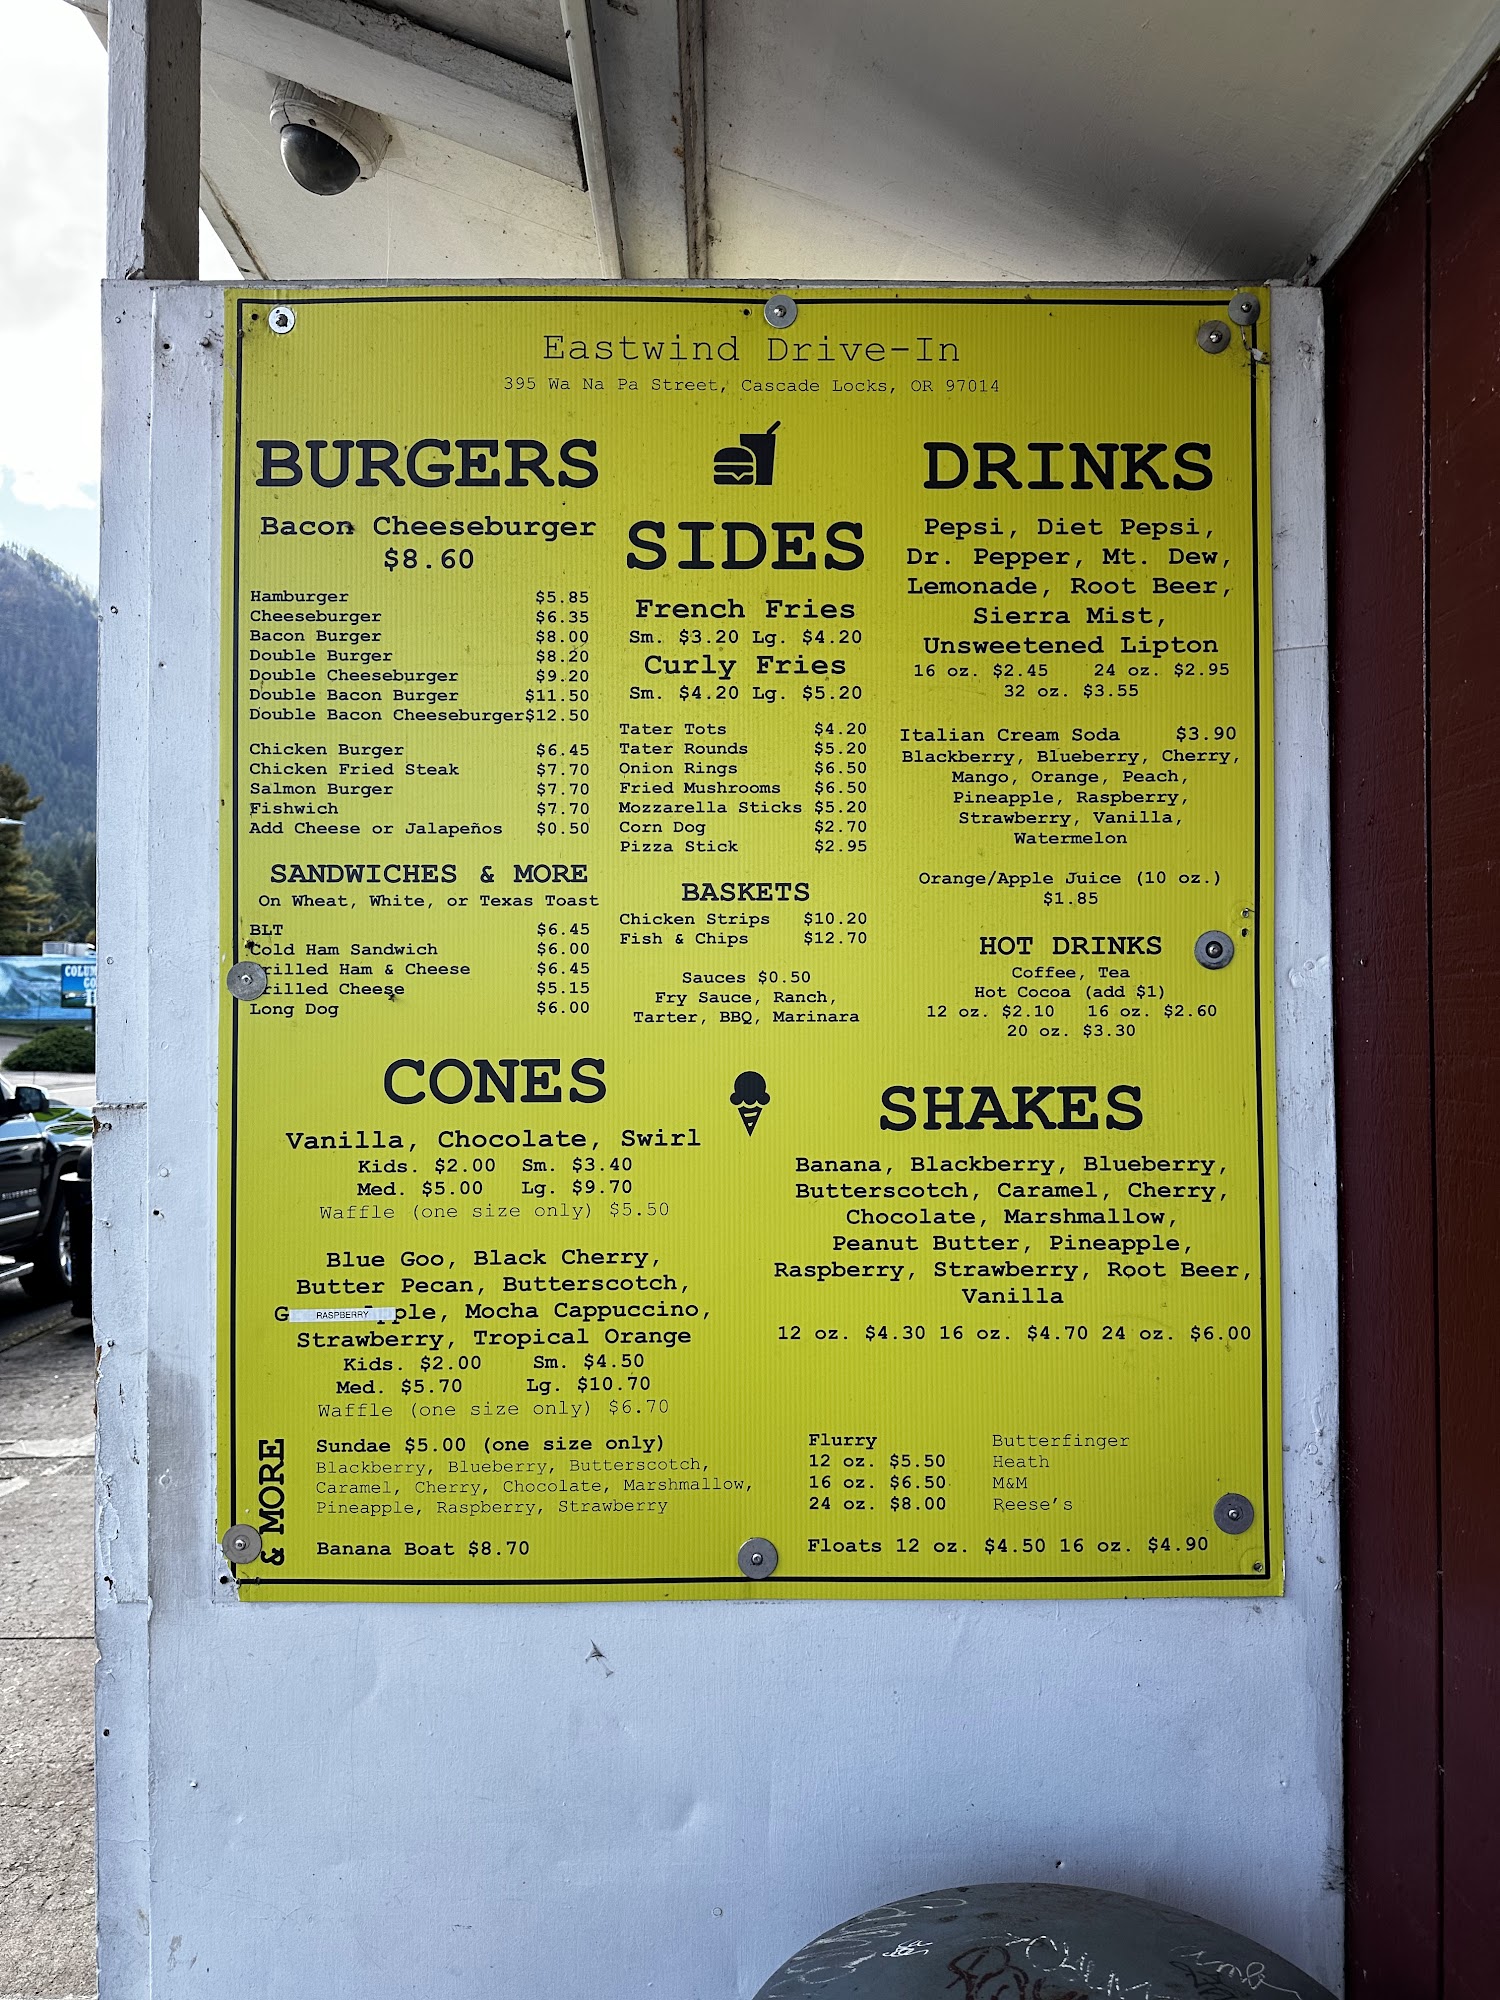 Eastwind Drive-In
395 Wa Na Pa Street, Cascade Locks, OR 97014
BURGERS
Bacon Cheeseburger
$8.60
Hamburger $5.85
Cheeseburger $6.35
Bacon Burger $8.00
Double Burger $8.20
Double Cheeseburger $9.20
Double Bacon Burger $11.50
Double Bacon Cheeseburger$12.50
Chicken Burger $6.45
Chicken Fried Steak $7.70
Salmon Burger $7.70
Fishwich $7.70
Add Cheese or Jalapeños $0.50
SANDWICHES & MORE
On Wheat, White, or Texas Toast
BLT $6.45
Cold Ham Sandwich $6.00
rilled Ham & Cheese $6.45
rilled Cheese $5.15
Long Dog $6.00
SIDES
French Fries
Sm. $3.20 Lg. $4.20
Curly Fries
Sm. $4.20 Lg. $5.20
Tater Tots $4.20
Tater Rounds $5.20
Onion Rings $6.50
Fried Mushrooms $6.50
Mozzarella Sticks $5.20
Corn Dog $2.70
Pizza Stick $2.95
BASKETS
Chicken Strips $10.20
Fish & Chips $12.70
Sauces $0.50
Fry Sauce, Ranch,
Tarter, BBQ, Marinara
DRINKS
Pepsi, Diet Pepsi,
Dr. Pepper, Mt. Dew,
Lemonade, Root Beer,
Sierra Mist,
Unsweetened Lipton
16 oz. $2.45 24 oz. $2.95
32 oz. $3.55
Italian Cream Soda $3.90
Blackberry, Blueberry, Cherry,
Mango, Orange, Peach,
Pineapple, Raspberry,
Strawberry, Vanilla,
Watermelon
Orange/Apple Juice (10 oz.)
$1.85
HOT DRINKS
Coffee, Tea
Hot Cocoa (add $1)
12 oz. $2.10 16 oz. $2.60
20 oz. $3.30
CONES
Vanilla, Chocolate, Swirl
Kids. $2.00 Sm. $3.40
Med. $5.00 Lg. $9.70
Waffle (one size only) $5.50
Blue Goo, Black Cherry,
Butter Pecan, Butterscotch,
G RASPBERRY ple, Mocha Cappuccino,
Strawberry, Tropical Orange
Kids. $2.00 Sm. $4.50
Med. $5.70 Lg. $10.70
Waffle (one size only) $6.70
SHAKES
Banana, Blackberry, Blueberry,
Butterscotch, Caramel, Cherry,
Chocolate, Marshmallow,
Peanut Butter, Pineapple,
Raspberry, Strawberry, Root Beer,
Vanilla
12 oz. $4.30 16 oz. $4.70 24 oz. $6.00
& MORE
Sundae $5.00 (one size only)
Blackberry, Blueberry, Butterscotch,
Caramel, Cherry, Chocolate, Marshmallow,
Pineapple, Raspberry, Strawberry
Banana Boat $8.70
Flurry Butterfinger
12 oz. $5.50 Heath
16 oz. $6.50 M&M
24 oz. $8.00 Reese's
Floats 12 oz. $4.50 16 oz. $4.90